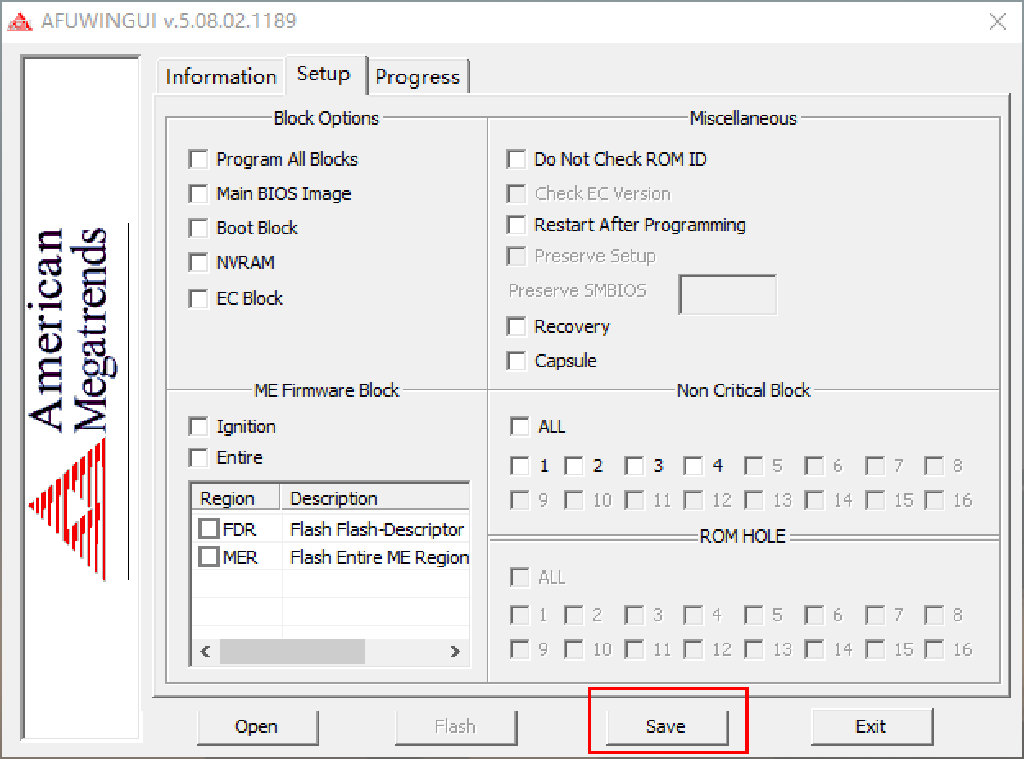 AFUWINGUI v.5.08.02.1189
American
Megatrends
Information Setup Progress
Block Options
Program All Blocks
Main BIOS Image
Boot Block
NVRAM
EC Block
Miscellaneous
Do Not Check ROM ID
Check EC Version
Restart After Programming
Preserve Setup
Preserve SMBIOS
Recovery
Capsule
ME Firmware Block
Ignition
Entire
Region Description
FDR Flash Flash-Descriptor
MER Flash Entire ME Region
Non Critical Block
ALL
1 2 3 4 5 6 7 8
9 10 11 12 13 14 15 16
ROM HOLE
ALL
1 2 3 4 5 6 7 8
9 10 11 12 13 14 15 16
Open Flash Save Exit